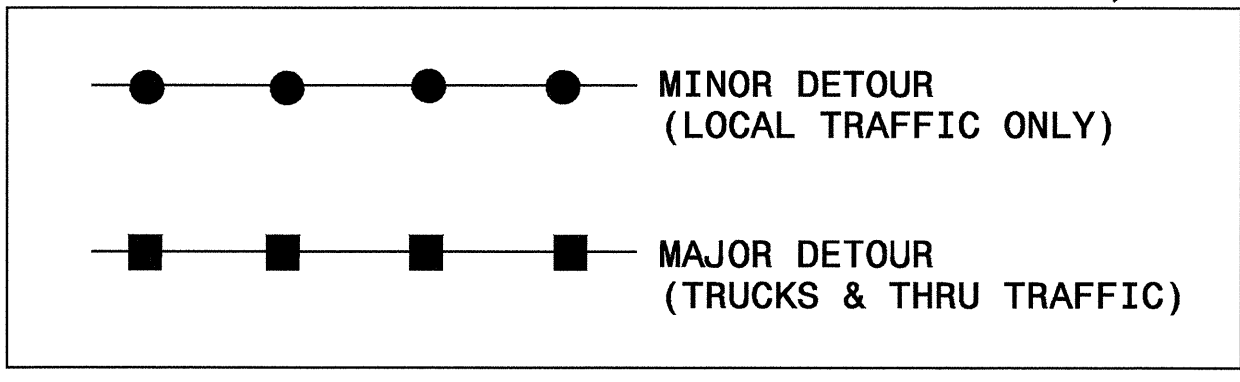 MINOR DETOUR
(LOCAL TRAFFIC ONLY)
MAJOR DETOUR
(TRUCKS & THRU TRAFFIC)